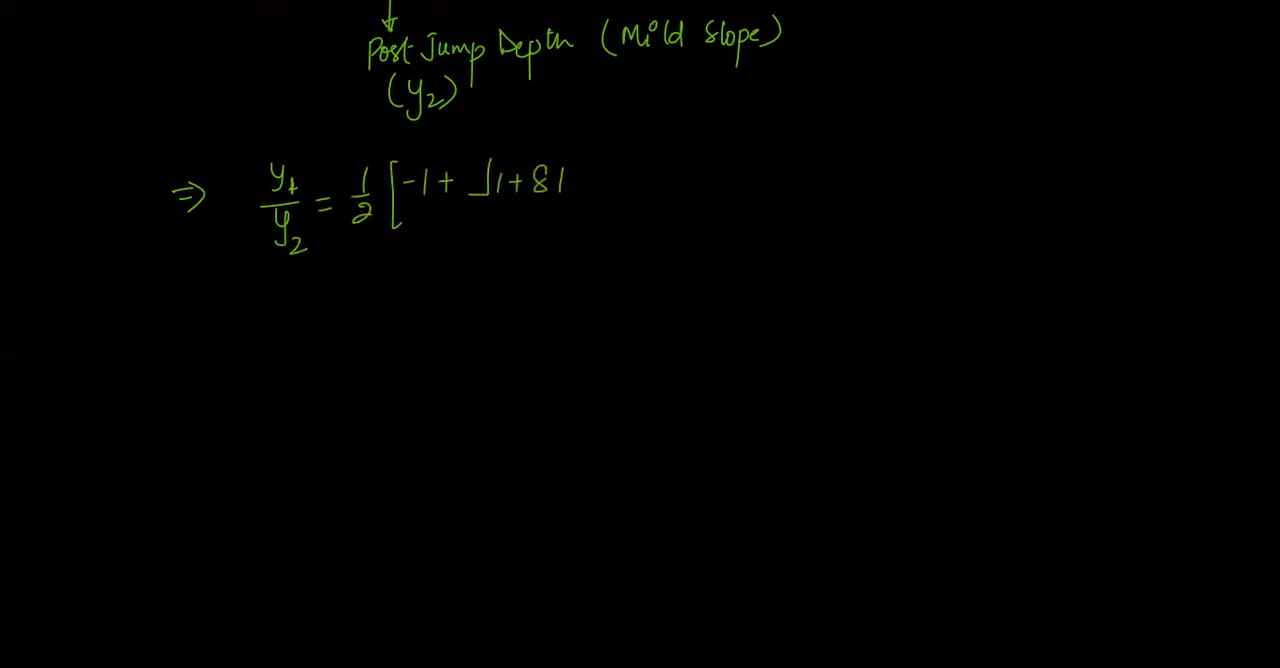 Post Jump Depth (Mild Slope)
(y2)
⇒ y1/y2 = 1/2 [-1 + √1 + 8